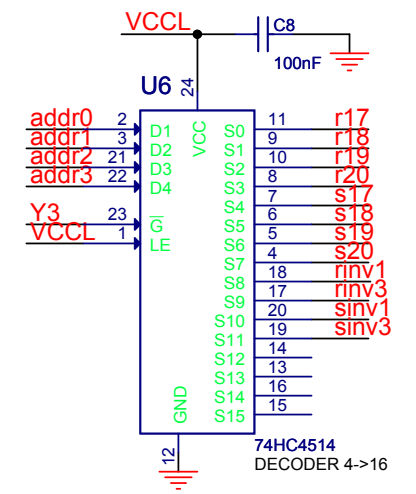 VCCL
C8
100nF
U6
24
VCC
addr0 2 D1 S0 11 r17
addr1 3 D2 S1 9 r18
addr2 21 D3 S2 10 r19
addr3 22 D4 S3 8 r20
S4 7 s17
Y3 23 G S5 6 s18
VCCL 1 LE S6 5 s19
S7 4 s20
S8 18 rinv1
S9 17 rinv3
S10 20 sinv1
S11 19 sinv3
S12 14
S13 13
S14 16
S15 15
GND
12
74HC4514
DECODER 4->16